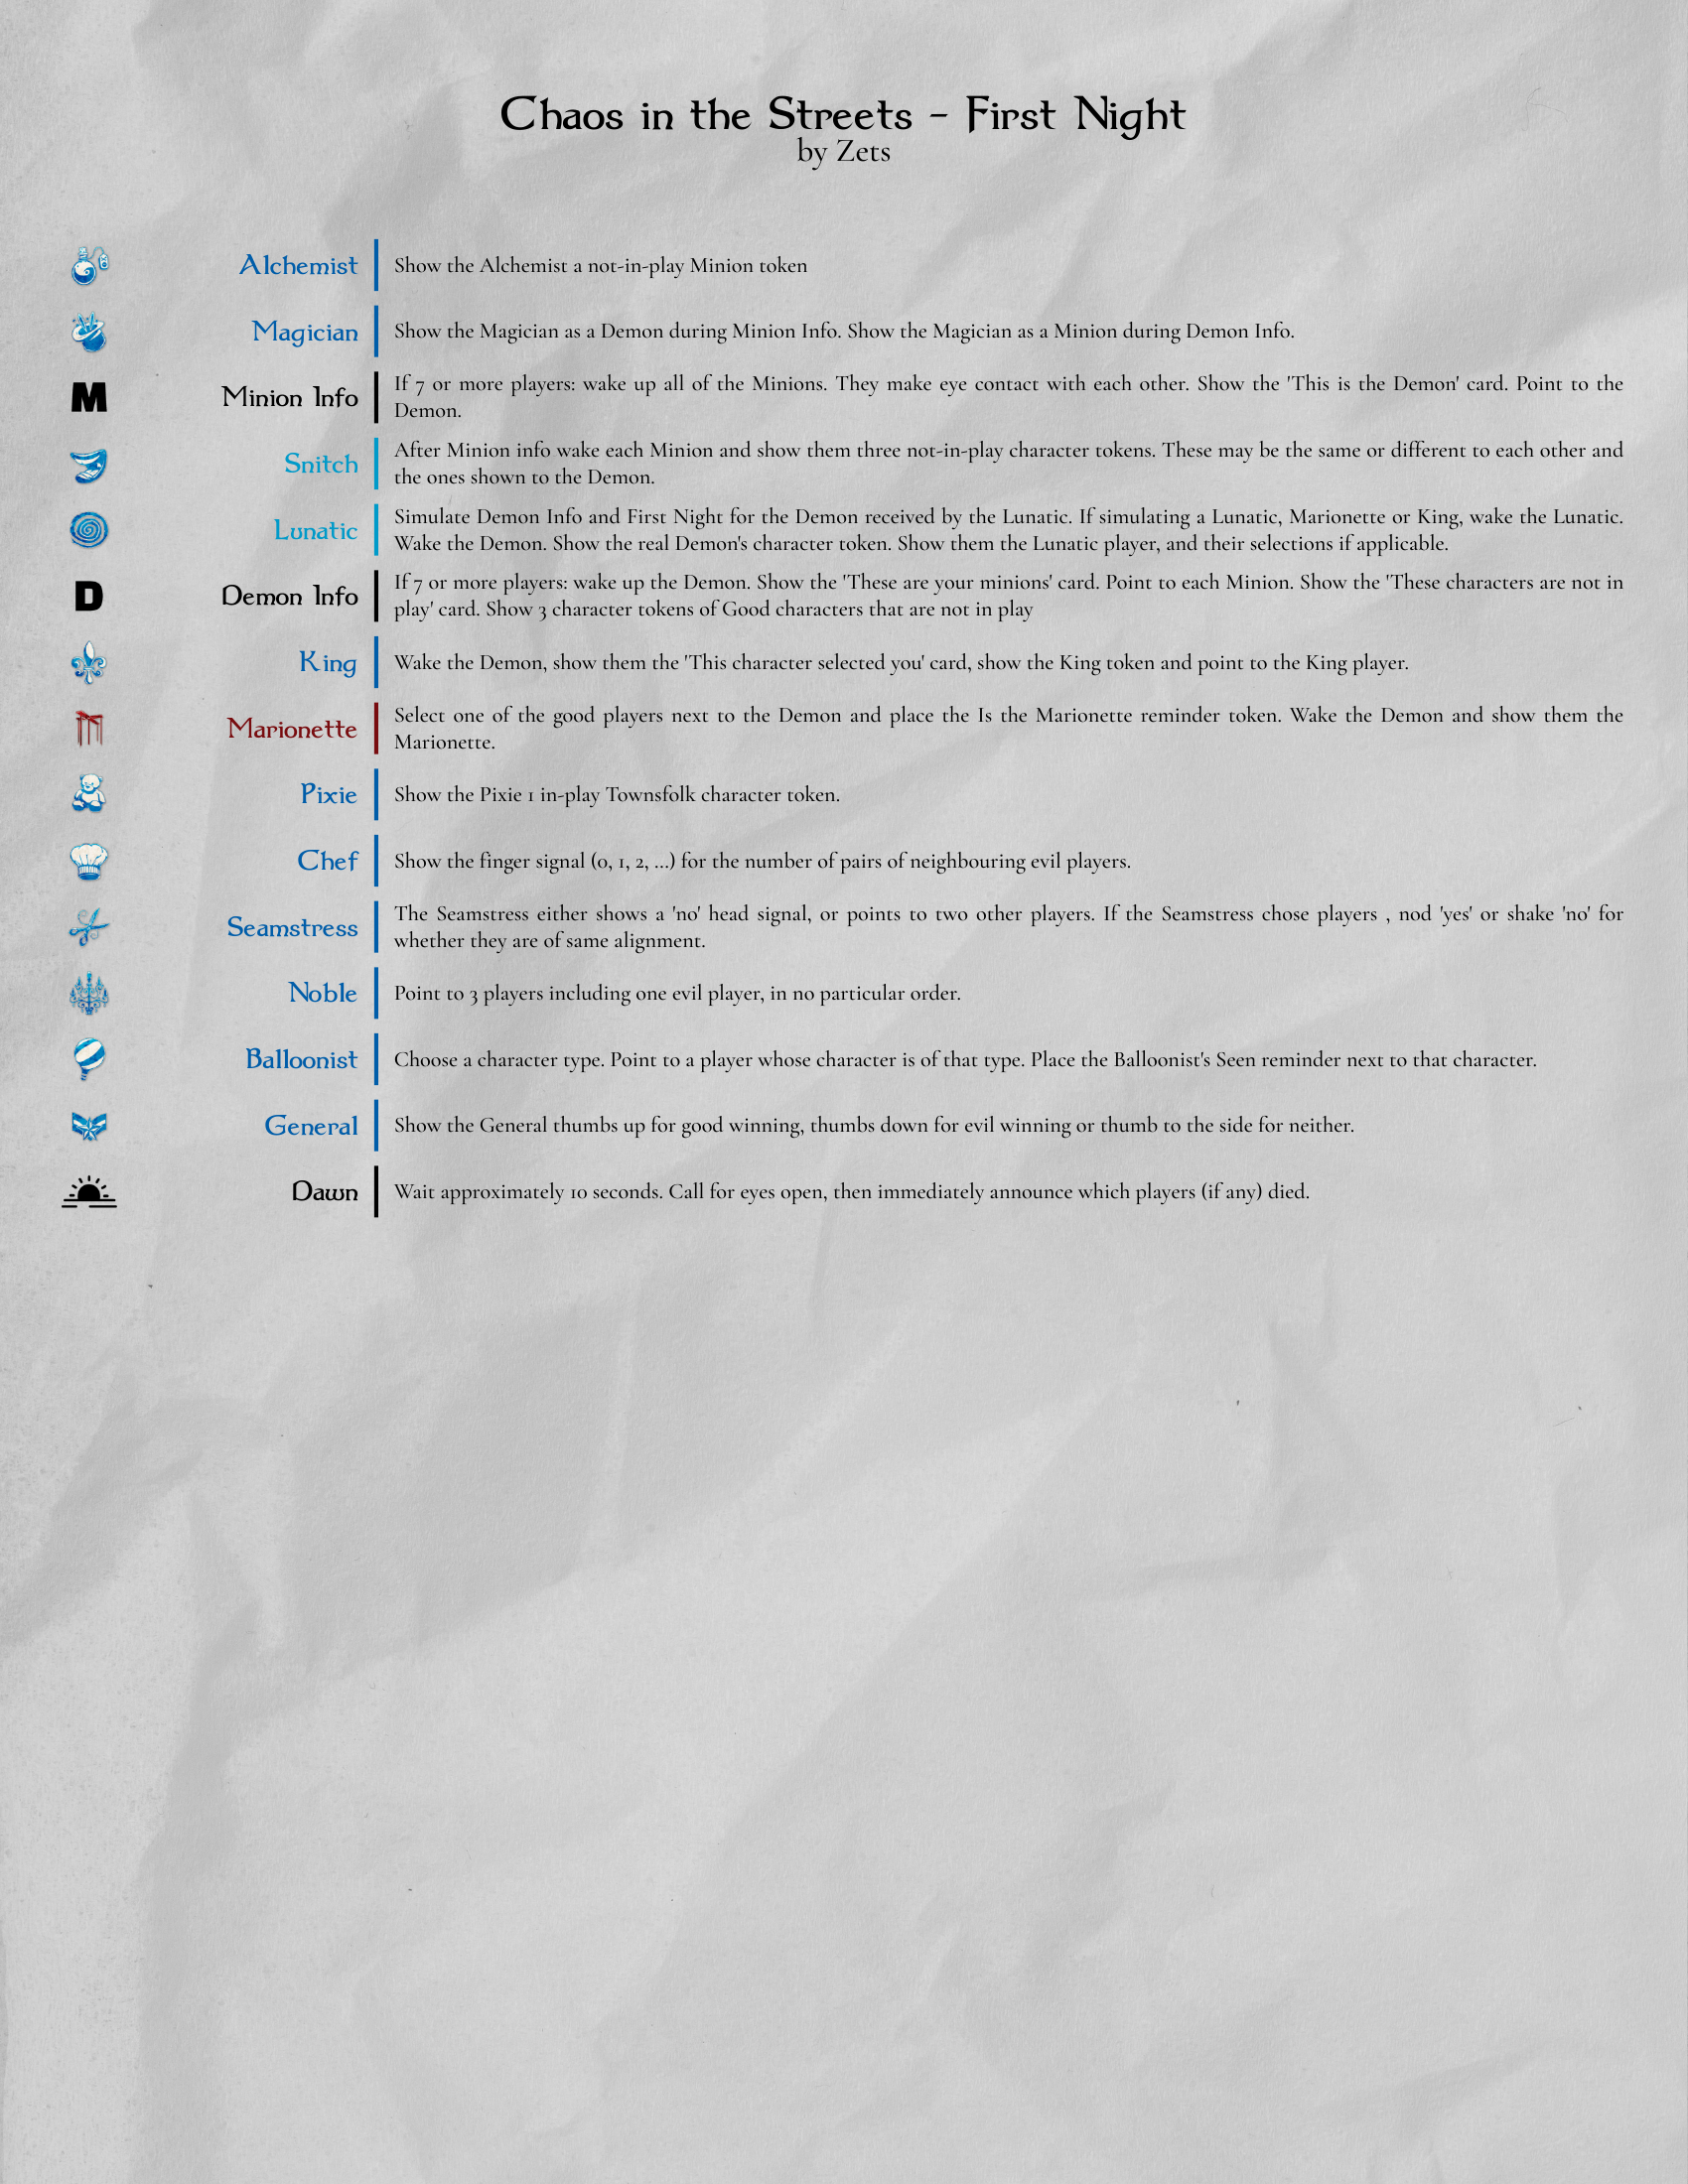 Chaos in the Streets - First Night
by Zets
Alchemist
Show the Alchemist a not-in-play Minion token
Magician
Show the Magician as a Demon during Minion Info. Show the Magician as a Minion during Demon Info.
M
Minion Info
If 7 or more players: wake up all of the Minions. They make eye contact with each other. Show the 'This is the Demon' card. Point to the
Demon.
Snitch
After Minion info wake each Minion and show them three not-in-play character tokens. These may be the same or different to each other and
the ones shown to the Demon.
Lunatic
Simulate Demon Info and First Night for the Demon received by the Lunatic. If simulating a Lunatic, Marionette or King, wake the Lunatic.
Wake the Demon. Show the real Demon's character token. Show them the Lunatic player, and their selections if applicable.
D
Demon Info
If 7 or more players: wake up the Demon. Show the 'These are your minions' card. Point to each Minion. Show the 'These characters are not in
play' card. Show 3 character tokens of Good characters that are not in play
King
Wake the Demon, show them the 'This character selected you' card, show the King token and point to the King player.
Marionette
Select one of the good players next to the Demon and place the Is the Marionette reminder token. Wake the Demon and show them the
Marionette.
Pixie
Show the Pixie 1 in-play Townsfolk character token.
Chef
Show the finger signal (0, 1, 2, ...) for the number of pairs of neighbouring evil players.
Seamstress
The Seamstress either shows a 'no' head signal, or points to two other players. If the Seamstress chose players , nod 'yes' or shake 'no' for
whether they are of same alignment.
Noble
Point to 3 players including one evil player, in no particular order.
Balloonist
Choose a character type. Point to a player whose character is of that type. Place the Balloonist's Seen reminder next to that character.
General
Show the General thumbs up for good winning, thumbs down for evil winning or thumb to the side for neither.
Dawn
Wait approximately 10 seconds. Call for eyes open, then immediately announce which players (if any) died.